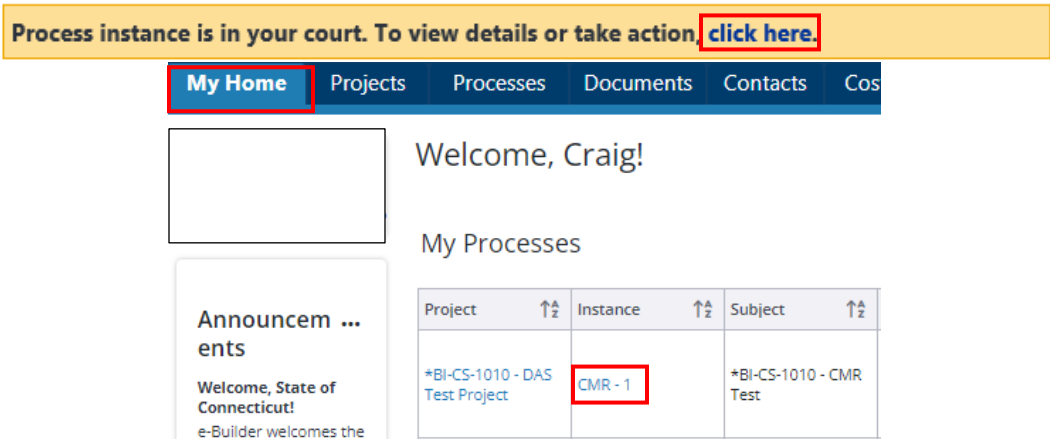 Process instance is in your court. To view details or take action, click here.
My Home Projects Processes Documents Contacts Cos
Welcome, Craig!
My Processes
Announcem ...
ents
Welcome, State of
Connecticut!
e-Builder welcomes the
Project Instance Subject
*BI-CS-1010 - DAS
Test Project
CMR - 1
*BI-CS-1010 - CMR
Test